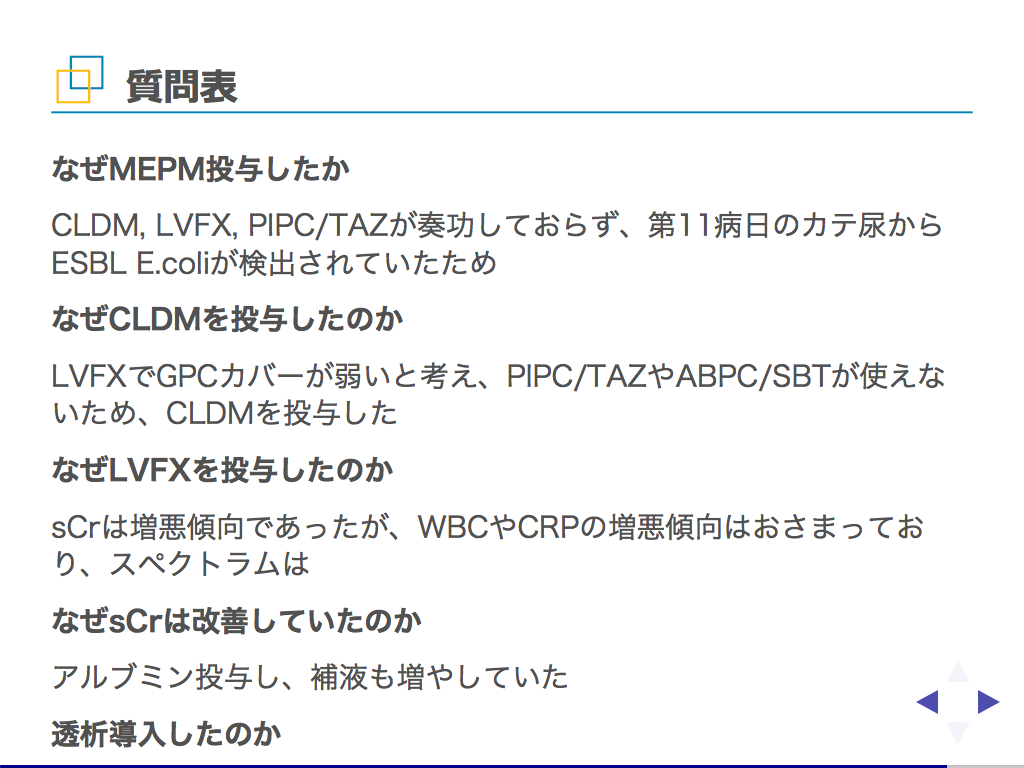 質問表
なぜMEPM投与したか
CLDM, LVFX, PIPC/TAZが奏功しておらず、第11病日のカテ尿から
ESBL E.coliが検出されていたため
なぜCLDMを投与したのか
LVFXでGPCカバーが弱いと考え、PIPC/TAZやABPC/SBTが使えな
いため、CLDMを投与した
なぜLVFXを投与したのか
sCrは増悪傾向であったが、WBCやCRPの増悪傾向はおさまってお
り、スペクトラムは
なぜsCrは改善していたのか
アルブミン投与し、補液も増やしていた
透析導入したのか